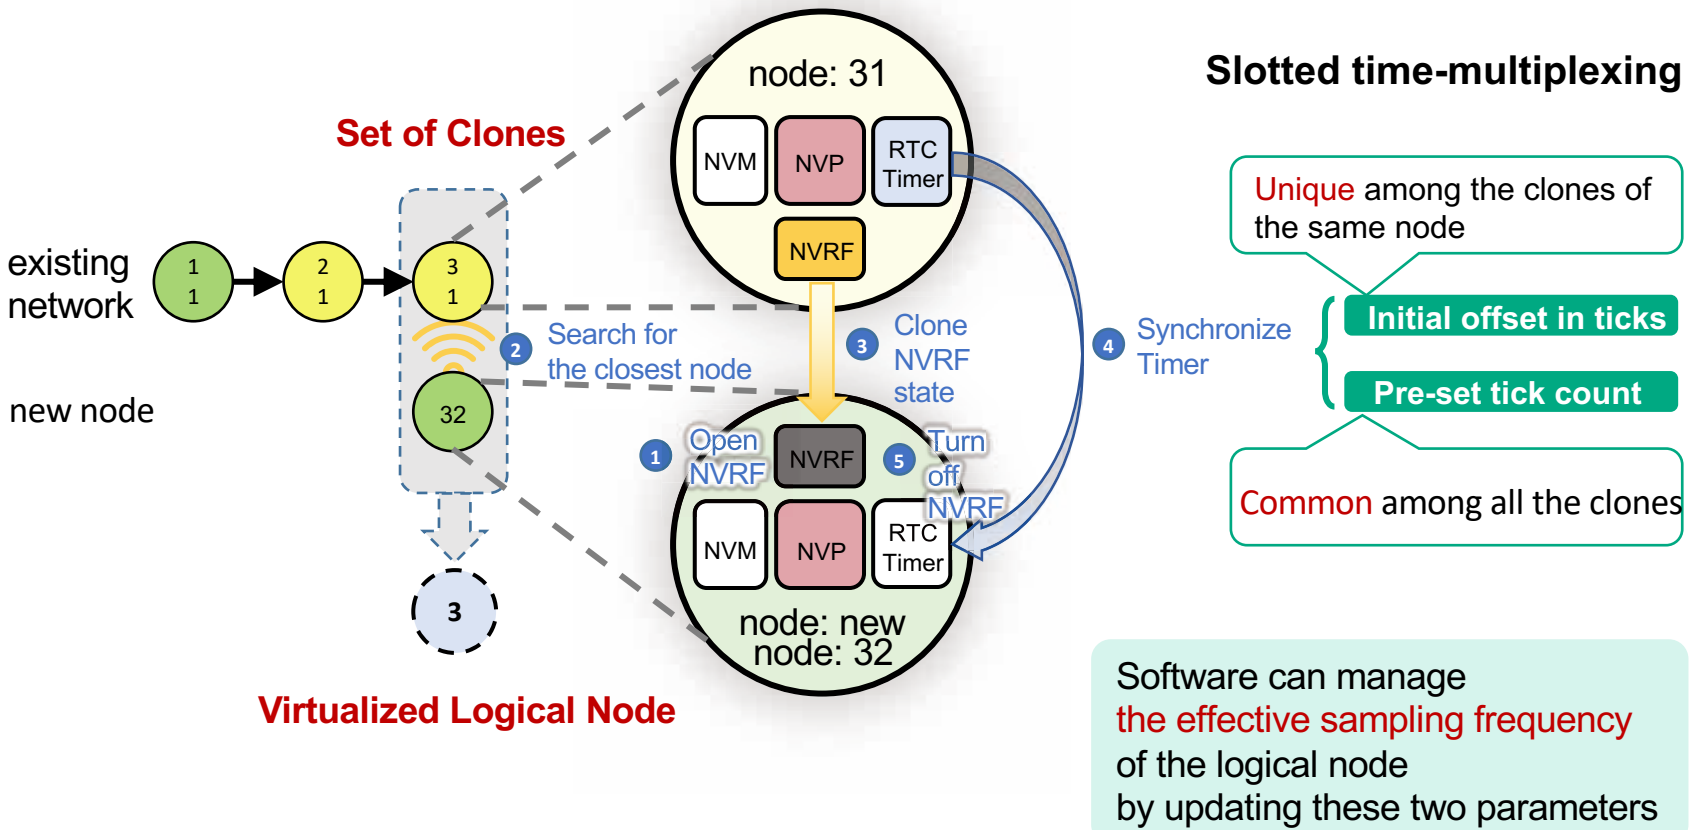 Slotted time-multiplexing
Set of Clones
node: 31
NVM
NVP
RTC
Timer
NVRF
Unique among the clones of
the same node
existing
network
1
1
2
1
3
1
2
Search for
the closest node
3
Clone
NVRF
state
4
Synchronize
Timer
Initial offset in ticks
Pre-set tick count
new node
32
1
Open
NVRF
NVRF
5
Turn
off
NVRF
NVM
NVP
RTC
Timer
Common among all the clones
3
node: new
node: 32
Virtualized Logical Node
Software can manage
the effective sampling frequency
of the logical node
by updating these two parameters